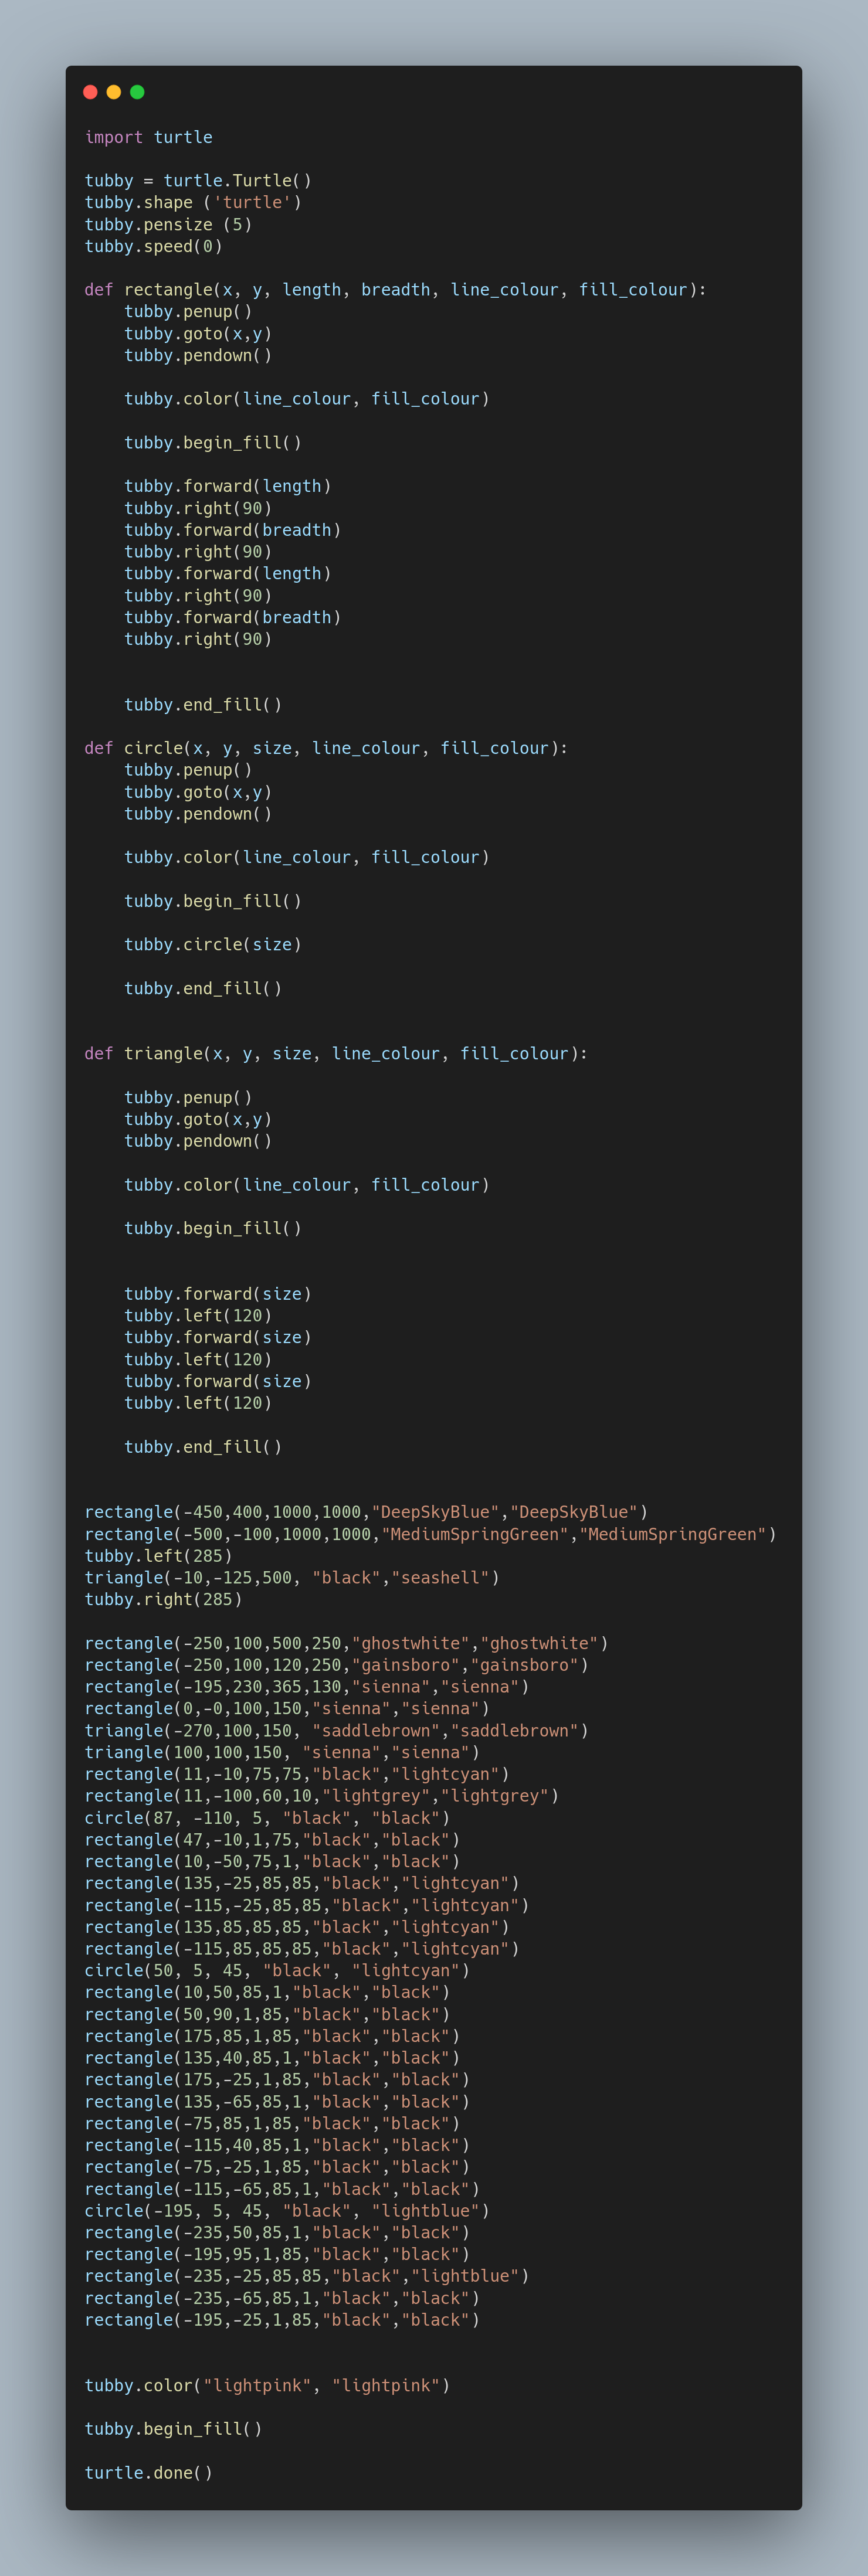 import turtle

tubby = turtle.Turtle()
tubby.shape ('turtle')
tubby.pensize (5)
tubby.speed(0)

def rectangle(x, y, length, breadth, line_colour, fill_colour):
    tubby.penup()
    tubby.goto(x,y)
    tubby.pendown()

    tubby.color(line_colour, fill_colour)

    tubby.begin_fill()

    tubby.forward(length)
    tubby.right(90)
    tubby.forward(breadth)
    tubby.right(90)
    tubby.forward(length)
    tubby.right(90)
    tubby.forward(breadth)
    tubby.right(90)


    tubby.end_fill()

def circle(x, y, size, line_colour, fill_colour):
    tubby.penup()
    tubby.goto(x,y)
    tubby.pendown()

    tubby.color(line_colour, fill_colour)

    tubby.begin_fill()

    tubby.circle(size)

    tubby.end_fill()


def triangle(x, y, size, line_colour, fill_colour):

    tubby.penup()
    tubby.goto(x,y)
    tubby.pendown()

    tubby.color(line_colour, fill_colour)

    tubby.begin_fill()


    tubby.forward(size)
    tubby.left(120)
    tubby.forward(size)
    tubby.left(120)
    tubby.forward(size)
    tubby.left(120)

    tubby.end_fill()


rectangle(-450,400,1000,1000,"DeepSkyBlue","DeepSkyBlue")
rectangle(-500,-100,1000,1000,"MediumSpringGreen","MediumSpringGreen")
tubby.left(285)
triangle(-10,-125,500, "black","seashell")
tubby.right(285)

rectangle(-250,100,500,250,"ghostwhite","ghostwhite")
rectangle(-250,100,120,250,"gainsboro","gainsboro")
rectangle(-195,230,365,130,"sienna","sienna")
rectangle(0,-0,100,150,"sienna","sienna")
triangle(-270,100,150, "saddlebrown","saddlebrown")
triangle(100,100,150, "sienna","sienna")
rectangle(11,-10,75,75,"black","lightcyan")
rectangle(11,-100,60,10,"lightgrey","lightgrey")
circle(87, -110, 5, "black", "black")
rectangle(47,-10,1,75,"black","black")
rectangle(10,-50,75,1,"black","black")
rectangle(135,-25,85,85,"black","lightcyan")
rectangle(-115,-25,85,85,"black","lightcyan")
rectangle(135,85,85,85,"black","lightcyan")
rectangle(-115,85,85,85,"black","lightcyan")
circle(50, 5, 45, "black", "lightcyan")
rectangle(10,50,85,1,"black","black")
rectangle(50,90,1,85,"black","black")
rectangle(175,85,1,85,"black","black")
rectangle(135,40,85,1,"black","black")
rectangle(175,-25,1,85,"black","black")
rectangle(135,-65,85,1,"black","black")
rectangle(-75,85,1,85,"black","black")
rectangle(-115,40,85,1,"black","black")
rectangle(-75,-25,1,85,"black","black")
rectangle(-115,-65,85,1,"black","black")
circle(-195, 5, 45, "black", "lightblue")
rectangle(-235,50,85,1,"black","black")
rectangle(-195,95,1,85,"black","black")
rectangle(-235,-25,85,85,"black","lightblue")
rectangle(-235,-65,85,1,"black","black")
rectangle(-195,-25,1,85,"black","black")


tubby.color("lightpink", "lightpink")

tubby.begin_fill()

turtle.done()